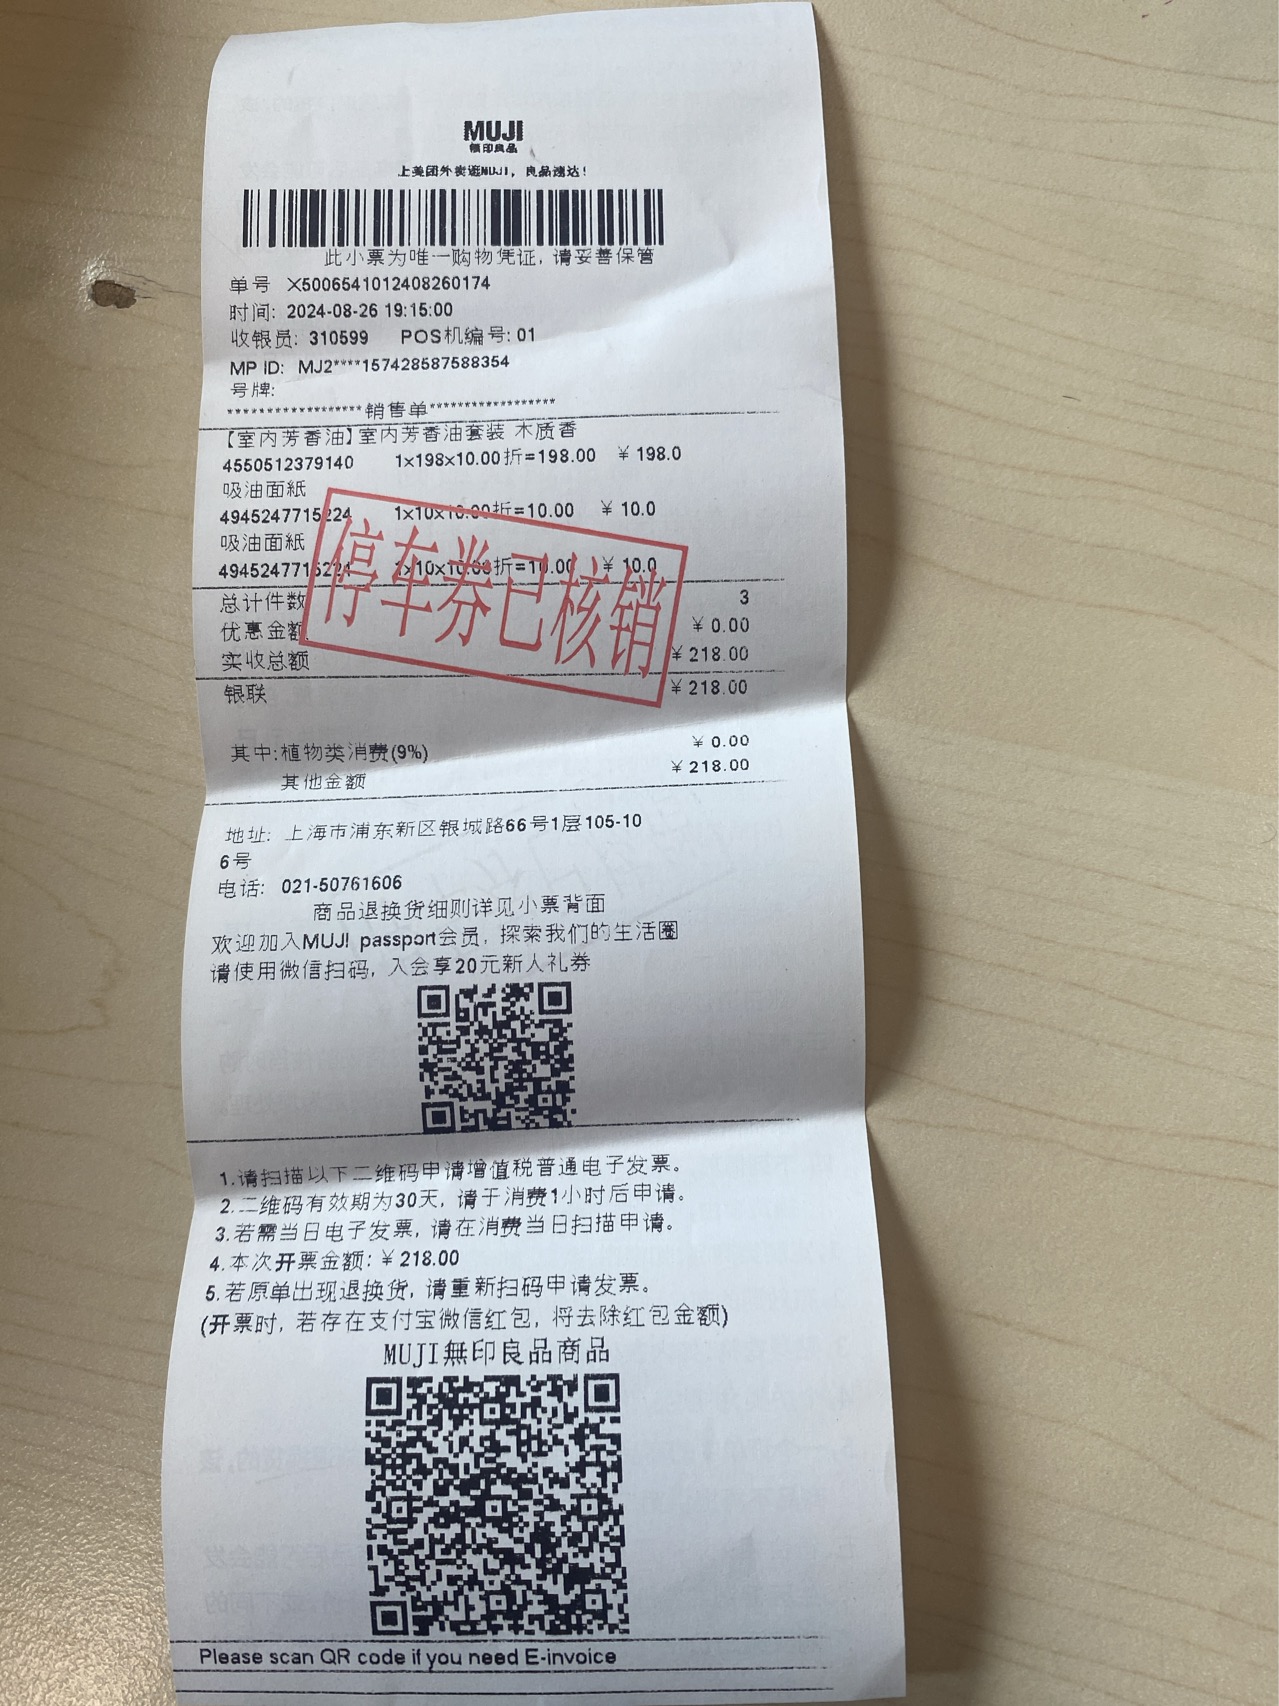 MUJI
無印良品
上美团外卖逛MUJI，良品速达！
此小票为唯一购物凭证，请妥善保管
单号 X5006541012408260174
时间: 2024-08-26 19:15:00
收银员: 310599 POS机编号: 01
MP ID: MJ2****157428587588354
号牌:
******************销售单******************
【室内芳香油】室内芳香油套装 木质香
4550512379140 1x198x10.00折=198.00 ¥ 198.0
吸油面紙
4945247715224 1x10x10.00折=10.00 ¥ 10.0
吸油面紙
4945247715224 1x10x10.00折=10.00 ¥ 10.0
停车券已核销
总计件数 3
优惠金额 ¥ 0.00
实收总额 ¥ 218.00
银联 ¥ 218.00
其中:植物类消费(9%) ¥ 0.00
其他金额 ¥ 218.00
地址: 上海市浦东新区银城路66号1层105-10
6号
电话: 021-50761606
商品退换货细则详见小票背面
欢迎加入MUJI passport会员, 探索我们的生活圈
请使用微信扫码, 入会享20元新人礼券
1.请扫描以下二维码申请增值税普通电子发票。
2.二维码有效期为30天, 请于消费1小时后申请。
3.若需当日电子发票, 请在消费当日扫描申请。
4.本次开票金额: ¥ 218.00
5.若原单出现退换货, 请重新扫码申请发票。
(开票时, 若存在支付宝微信红包, 将去除红包金额)
MUJI無印良品商品
Please scan QR code if you need E-invoice